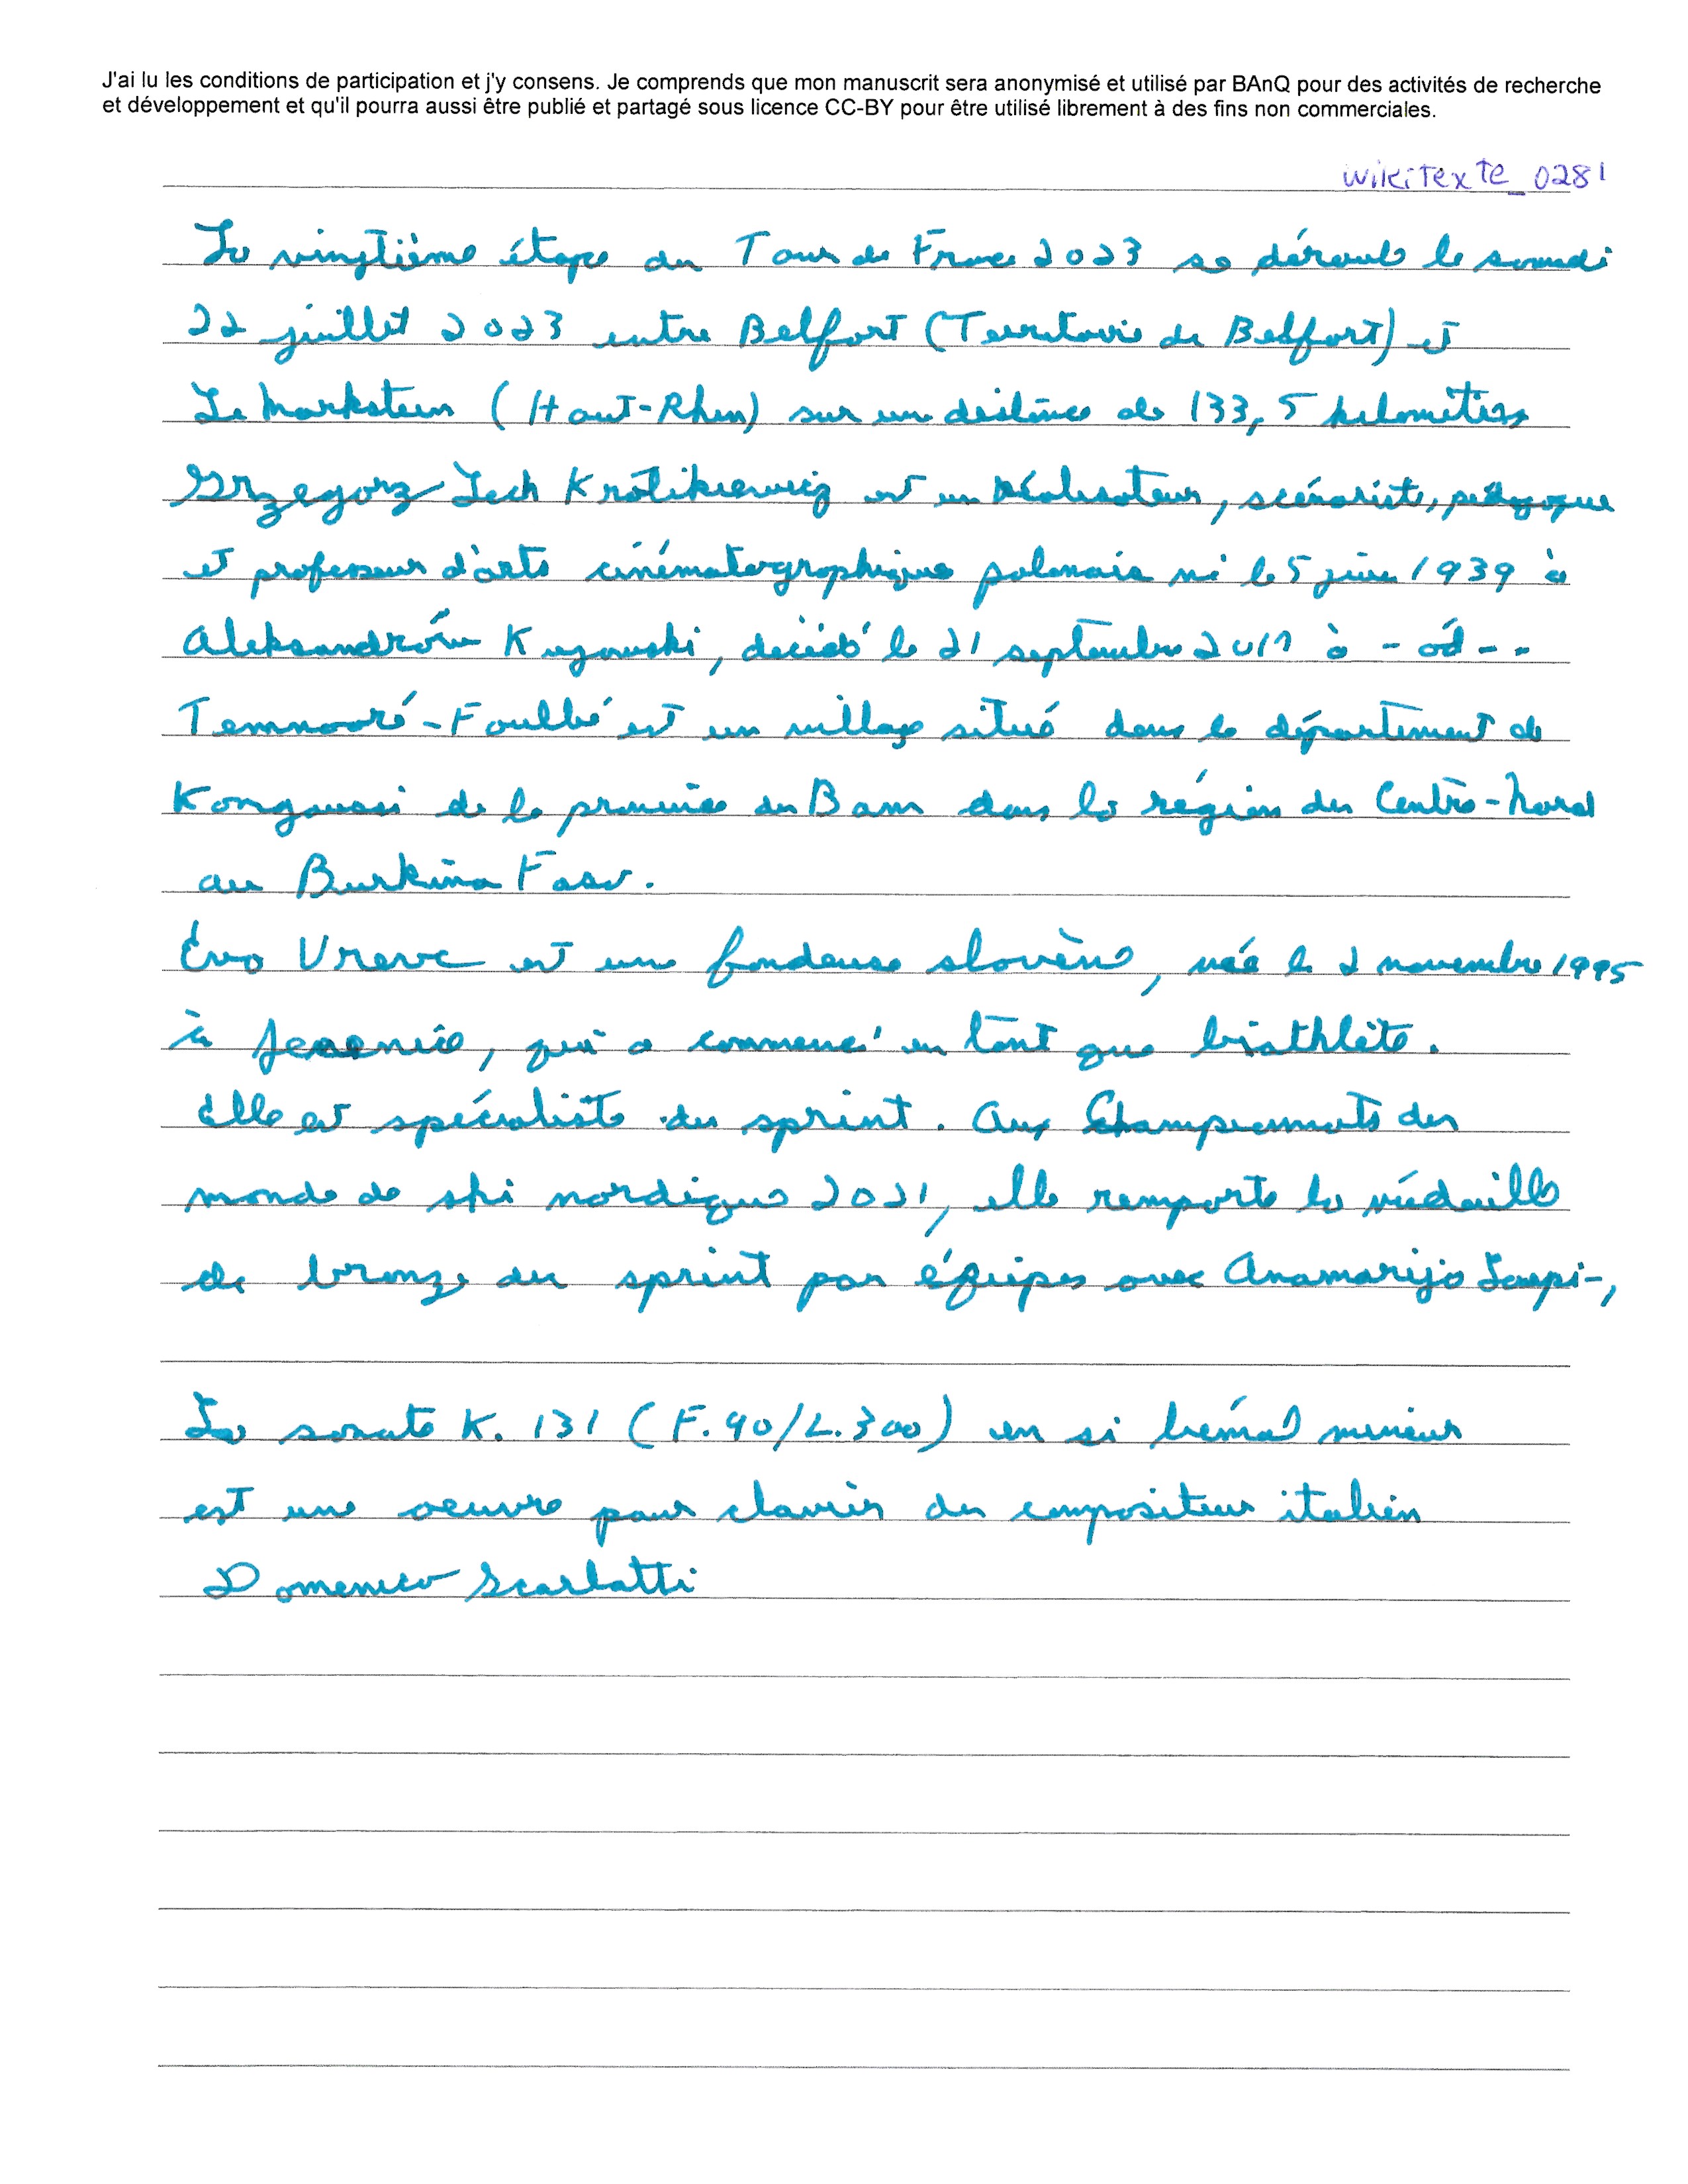 J'ai lu les conditions de participation et j'y consens. Je comprends que mon manuscrit sera anonymisé et utilisé par BAnQ pour des activités de recherche
et développement et qu'il pourra aussi être publié et partagé sous licence CC-BY pour être utilisé librement à des fins non commerciales.
wikitexte_0281
La vingtième étape du Tour de France 2023 se déroule le samedi
22 juillet 2023 entre Belfort (Territoire de Belfort) et
Le Markstein (Haut-Rhin) sur une distance de 133,5 kilomètres
Grzegorz Lech Królikiewicz est un réalisateur, scénariste, pédagogue
et professeur d'arts cinématographique polonais né le 5 juin 1939 à
Aleksandrów Kujawski, décédé le 21 septembre 2017 à - ód - -
Temnaoré-Foulbé est un village situé dans le département de
Kongoussi de la province du Bam dans la région du Centre-Nord
au Burkina Faso.
Eva Urevc est une fondeuse slovène, née le 2 novembre 1995
à Jesenice, qui a commencé en tant que biathlète.
Elle est spécialiste du sprint. Aux Championnats du
monde de ski nordique 2021, elle remporte la médaille
de bronze du sprint par équipes avec Anamarija Lampi-,
La sonate K. 131 (F.90/L.300) en si bémol mineur
est une oeuvre pour clavier du compositeur italien
Domenico Scarlatti